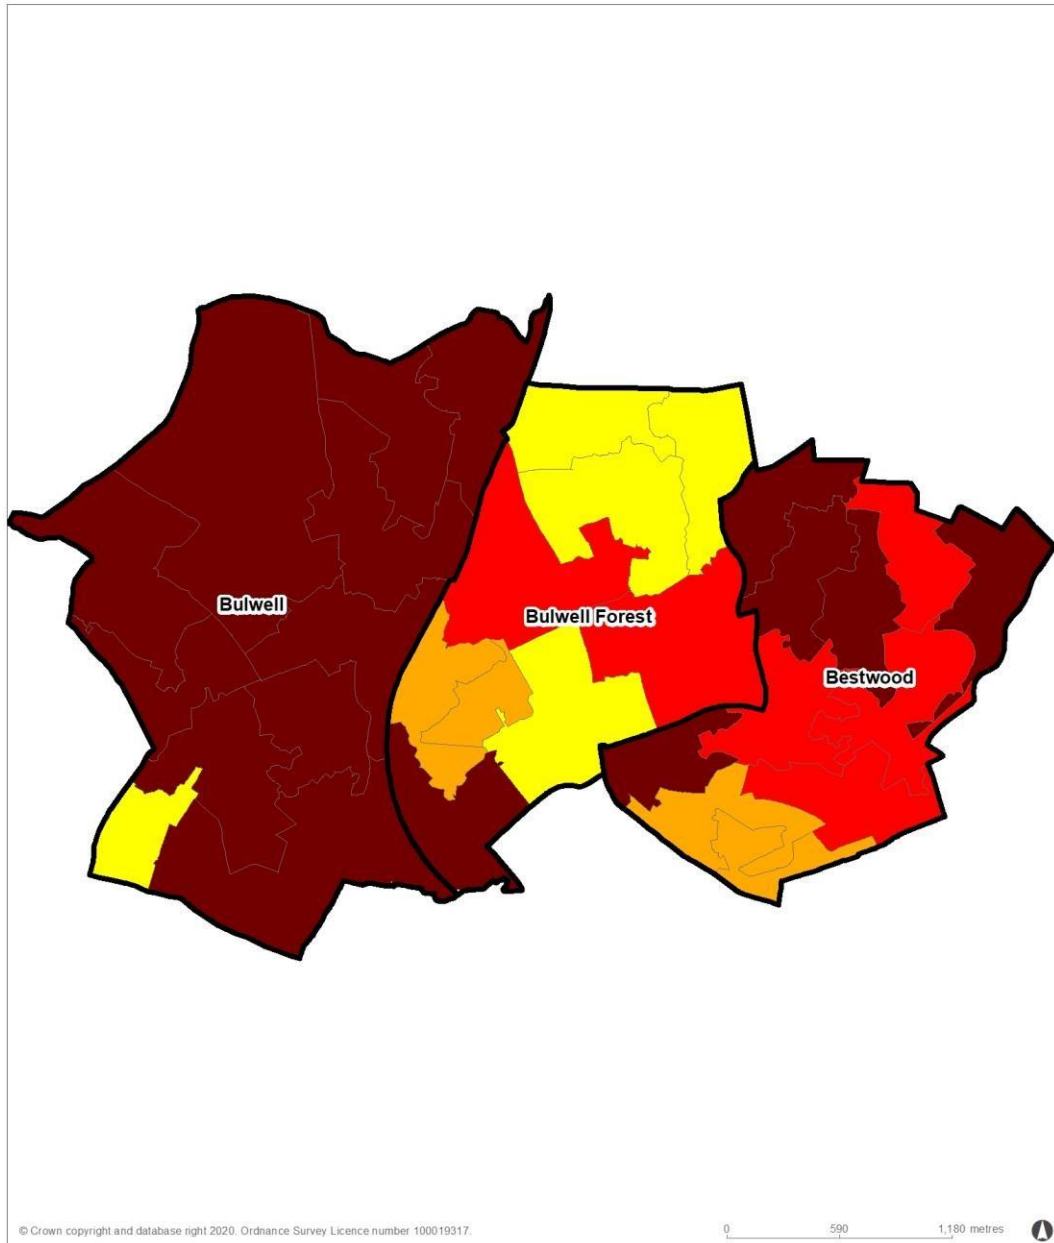 Bulwell
Bulwell Forest
Bestwood
© Crown copyright and database right 2020. Ordnance Survey Licence number 100019317.
0 590 1,180 metres